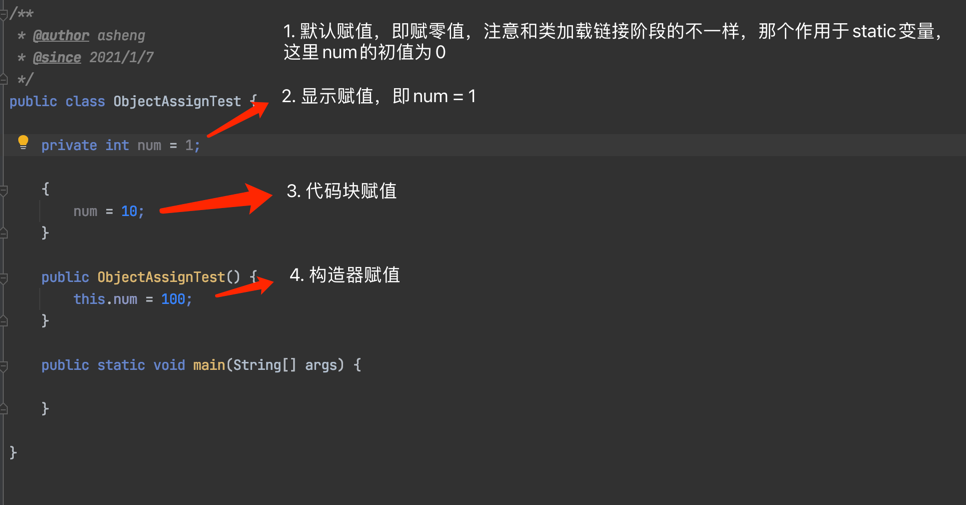 /**
1. 默认赋值，即赋零值，注意和类加载链接阶段的不一样，那个作用于static变量，
* @author asheng
这里num的初值为0
* @since 2021/1/7
*/
public class ObjectAssignTest {
2. 显示赋值，即num = 1
private int num = 1;
{
3. 代码块赋值
num = 10;
}
public ObjectAssignTest() {
4. 构造器赋值
this.num = 100;
}
public static void main(String[] args) {
}
}